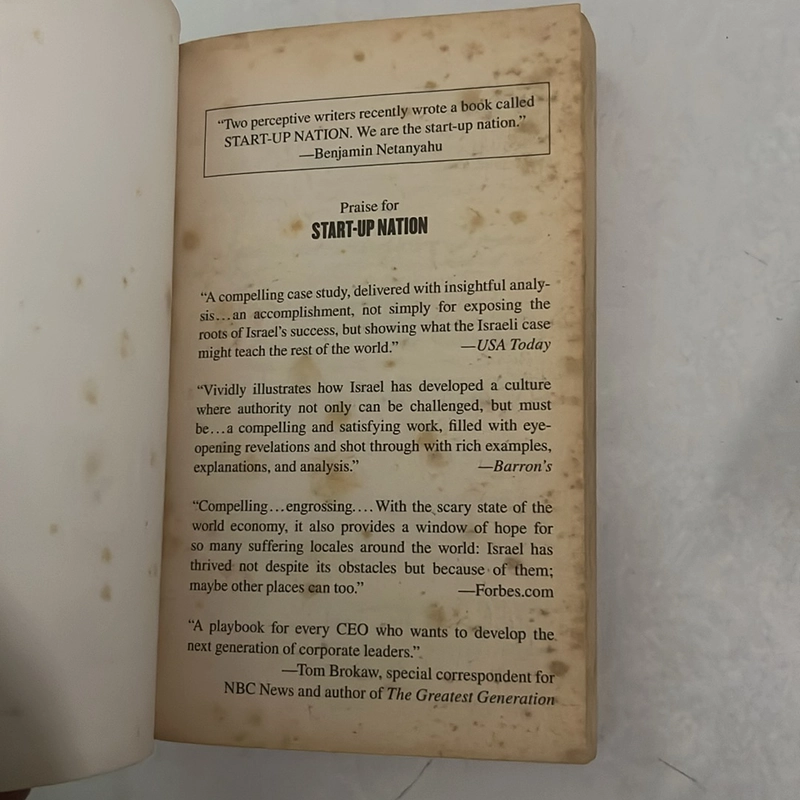 “Two perceptive writers recently wrote a book called
START-UP NATION. We are the start-up nation.”
—Benjamin Netanyahu
Praise for
START-UP NATION
“A compelling case study, delivered with insightful analy-
sis…an accomplishment, not simply for exposing the
roots of Israel’s success, but showing what the Israeli case
might teach the rest of the world.” —USA Today
“Vividly illustrates how Israel has developed a culture
where authority not only can be challenged, but must
be…a compelling and satisfying work, filled with eye-
opening revelations and shot through with rich examples,
explanations, and analysis.” —Barron’s
“Compelling…engrossing.… With the scary state of the
world economy, it also provides a window of hope for
so many suffering locales around the world: Israel has
thrived not despite its obstacles but because of them;
maybe other places can too.” —Forbes.com
“A playbook for every CEO who wants to develop the
next generation of corporate leaders.”
—Tom Brokaw, special correspondent for
NBC News and author of The Greatest Generation